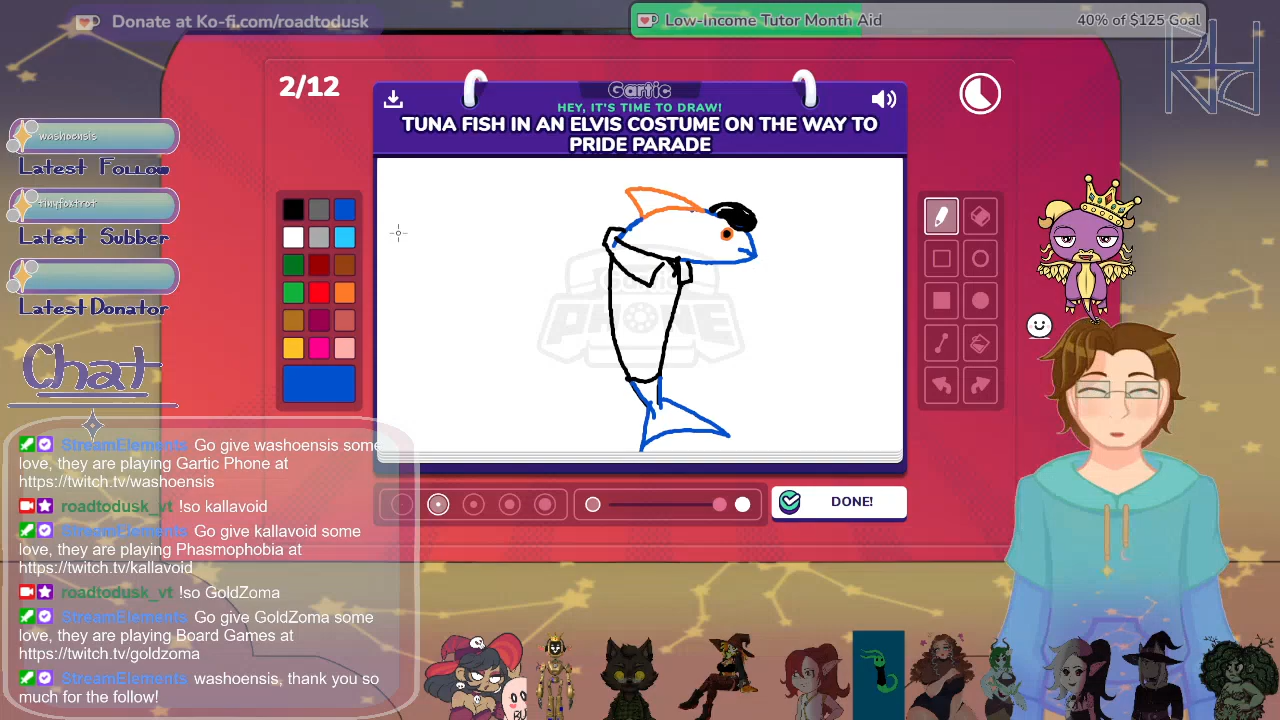 Donate at Ko-fi.com/roadtodusk
Low-Income Tutor Month Aid
40% of $125 Goal
2/12
Gartic
HEY, IT'S TIME TO DRAW!
TUNA FISH IN AN ELVIS COSTUME ON THE WAY TO
PRIDE PARADE
washoensis
Latest Follow
tinyfoxtrot
Latest Subber
Latest Donator
Chat
PHONE
DONE!
StreamElements Go give washoensis some
love, they are playing Gartic Phone at
https://twitch.tv/washoensis
roadtodusk_vt !so kallavoid
StreamElements Go give kallavoid some
love, they are playing Phasmophobia at
https://twitch.tv/kallavoid
roadtodusk_vt !so GoldZoma
StreamElements Go give GoldZoma some
love, they are playing Board Games at
https://twitch.tv/goldzoma
StreamElements washoensis, thank you so
much for the follow!